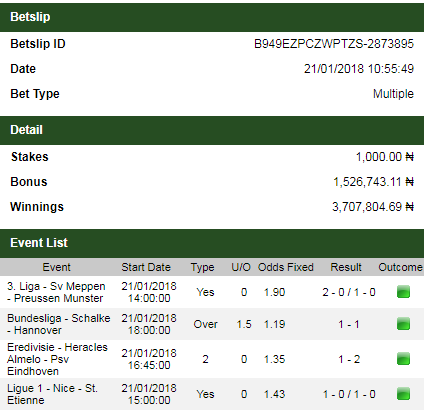 Betslip
Betslip ID B949EZPCZWPTZS-2873895
Date 21/01/2018 10:55:49
Bet Type Multiple
Detail
Stakes 1,000.00 ₦
Bonus 1,526,743.11 ₦
Winnings 3,707,804.69 ₦
Event List
Event Start Date Type U/O Odds Fixed Result Outcome
3. Liga - Sv Meppen - Preussen Munster 21/01/2018 14:00:00 Yes 0 1.90 2 - 0 / 1 - 0
Bundesliga - Schalke - Hannover 21/01/2018 18:00:00 Over 1.5 1.19 1 - 1
Eredivisie - Heracles Almelo - Psv Eindhoven 21/01/2018 16:45:00 2 0 1.35 1 - 2
Ligue 1 - Nice - St. Etienne 21/01/2018 15:00:00 Yes 0 1.43 1 - 0 / 1 - 0